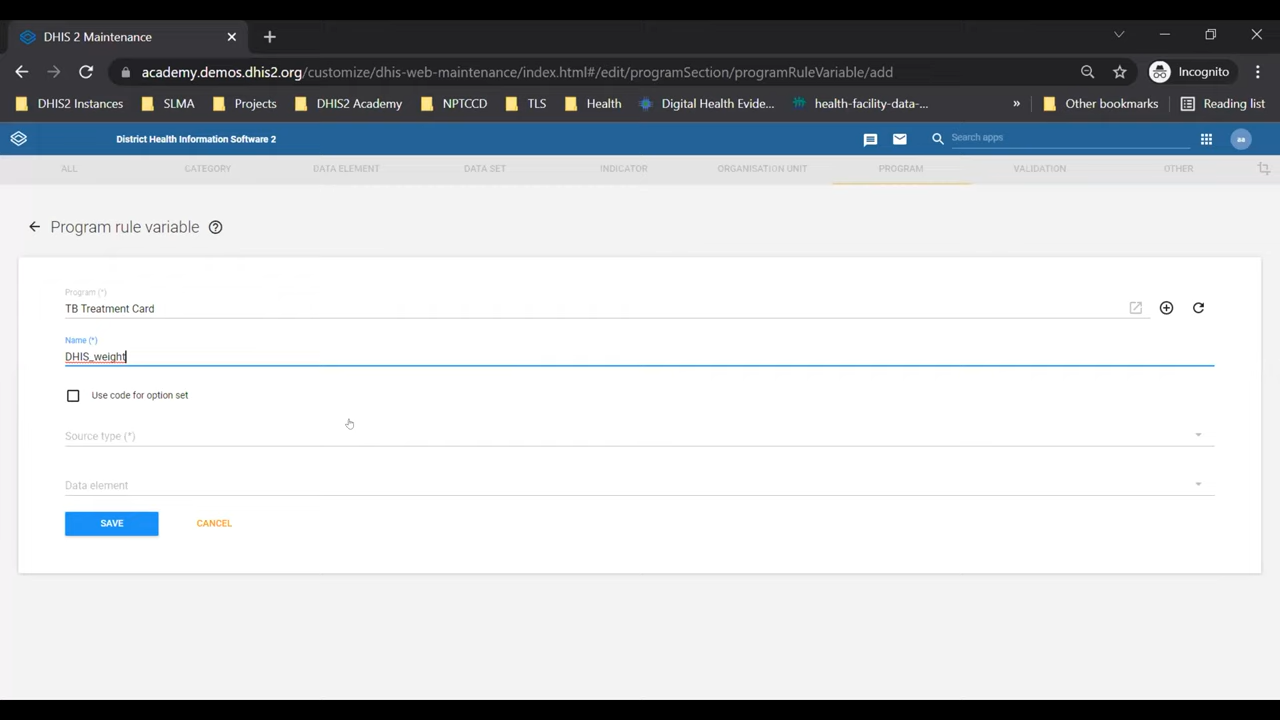 DHIS 2 Maintenance
academy.demos.dhis2.org/customize/dhis-web-maintenance/index.html#/edit/programSection/programRuleVariable/add
Incognito
DHIS2 Instances
SLMA
Projects
DHIS2 Academy
NPTCCD
TLS
Health
Digital Health Evide...
health-facility-data-...
»
Other bookmarks
Reading list
District Health Information Software 2
Search apps
aa
ALL
CATEGORY
DATA ELEMENT
DATA SET
INDICATOR
ORGANISATION UNIT
PROGRAM
VALIDATION
OTHER
Program rule variable
Program (*)
TB Treatment Card
Name (*)
DHIS_weight
Use code for option set
Source type (*)
Data element
SAVE
CANCEL